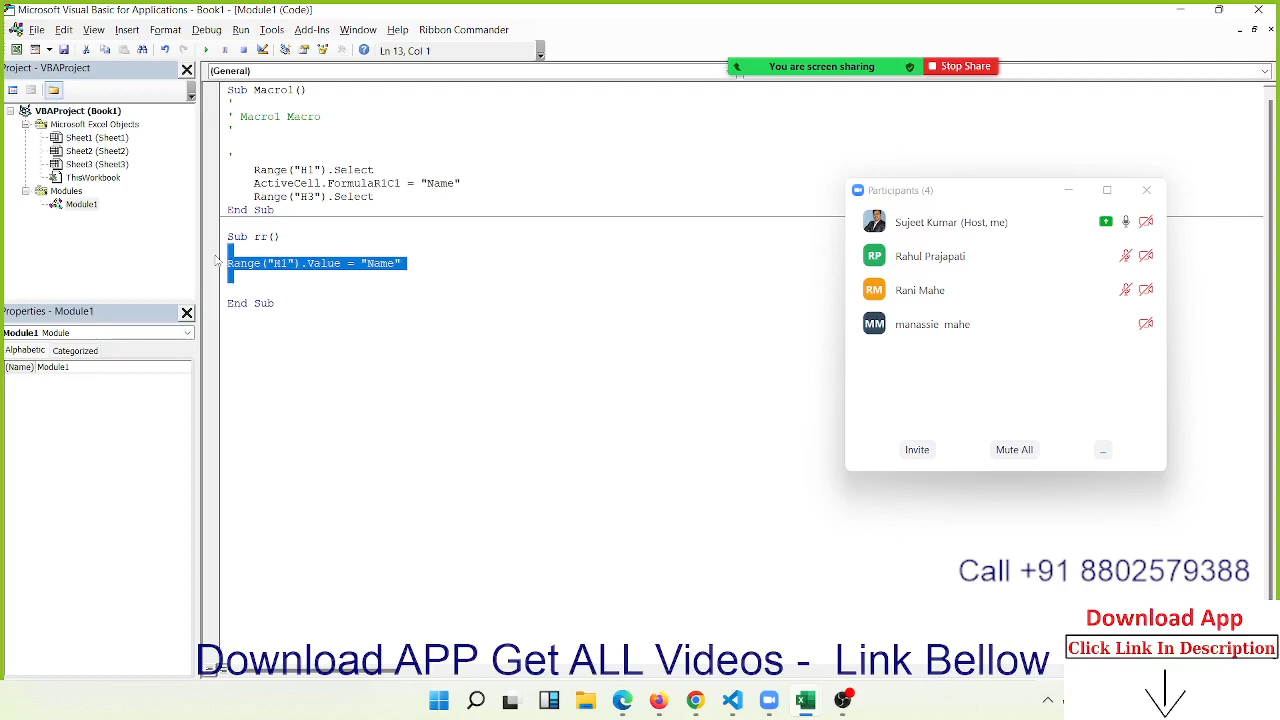 Microsoft Visual Basic for Applications - Book1 - [Module1 (Code)]
File Edit View Insert Format Debug Run Tools Add-Ins Window Help Ribbon Commander
Ln 13, Col 1
Project - VBAProject
(General)
You are screen sharing
Stop Share
VBAProject (Book1)
Microsoft Excel Objects
Sheet1 (Sheet1)
Sheet2 (Sheet2)
Sheet3 (Sheet3)
ThisWorkbook
Modules
Module1
Sub Macro1()
'
' Macro1 Macro
'
'
Range("H1").Select
ActiveCell.FormulaR1C1 = "Name"
Range("H3").Select
End Sub
Sub rr()
Range("H1").Value = "Name"
End Sub
Properties - Module1
Module1 Module
Alphabetic Categorized
(Name) Module1
Participants (4)
Sujeet Kumar (Host, me)
RP Rahul Prajapati
RM Rani Mahe
MM manassie mahe
Invite Mute All ...
Call +91 8802579388
Download App
Click Link In Description
Download APP Get ALL Videos - Link Bellow